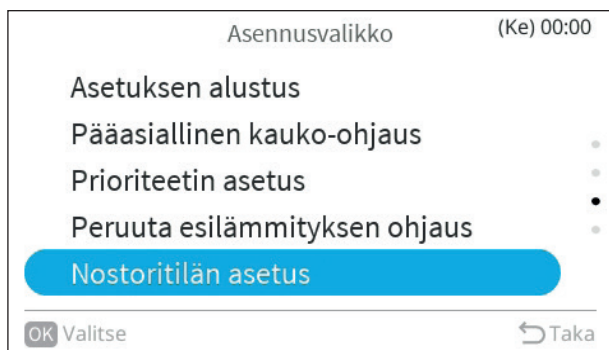 Asennusvalikko (Ke) 00:00
Asetuksen alustus
Pääasiallinen kauko-ohjaus
Prioriteetin asetus
Peruuta esilämmityksen ohjaus
Nostoritilän asetus
OK Valitse Taka